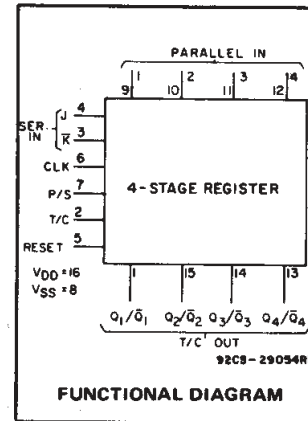 PARALLEL IN
1 2 3 14
9 10 11 12
SER IN
J 4
K̅ 3
CLK 6
P/S 7
T/C 2
RESET 5
4-STAGE REGISTER
VDD =16
VSS = 8
1 15 14 13
Q1/Q̅1 Q2/Q̅2 Q3/Q̅3 Q4/Q̅4
T/C OUT
92CS-29054R
FUNCTIONAL DIAGRAM